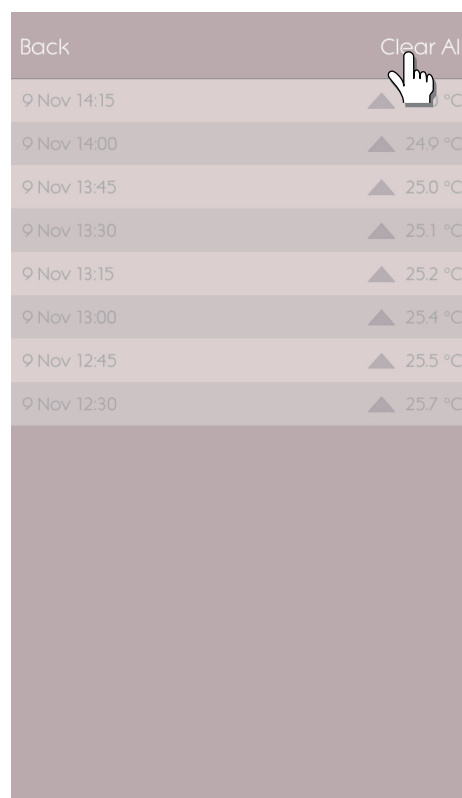 Back Clear Al
9 Nov 14:15 °C
9 Nov 14:00 24.9 °C
9 Nov 13:45 25.0 °C
9 Nov 13:30 25.1 °C
9 Nov 13:15 25.2 °C
9 Nov 13:00 25.4 °C
9 Nov 12:45 25.5 °C
9 Nov 12:30 25.7 °C